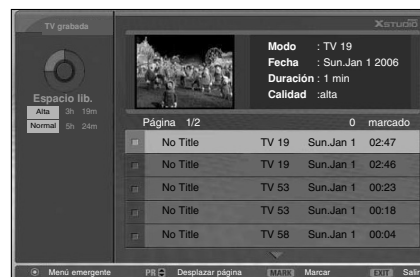 TV grabada
XSTUDIO
Modo : TV 19
Fecha : Sun.Jan 1 2006
Duración : 1 min
Calidad :alta
Espacio lib.
Alta 3h 19m
Normal 5h 24m
Página 1/2 0 marcado
No Title TV 19 Sun.Jan 1 02:47
No Title TV 19 Sun.Jan 1 02:46
No Title TV 53 Sun.Jan 1 00:23
No Title TV 53 Sun.Jan 1 00:18
No Title TV 58 Sun.Jan 1 00:04
Menú emergente PR Desplazar página MARK Marcar EXIT Salir